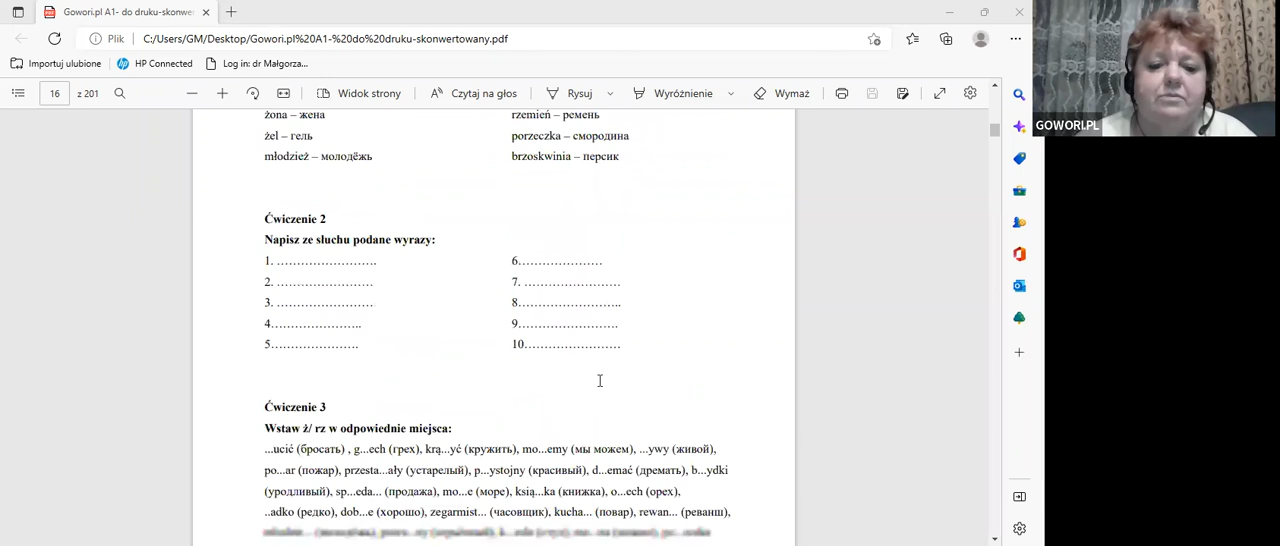 Gowori.pl A1- do druku-skonwer
Plik
C:/Users/GM/Desktop/Gowori.pl%20A1-%20do%20druku-skonwertowany.pdf
Importuj ulubione
HP Connected
Log in: dr Małgorza...
16 z 201
Widok strony
Czytaj na głos
Rysuj
Wyróżnienie
Wymaż
GOWORI.PL
żona – жена
rzemień – ремень
żel – гель
porzeczka – смородина
młodzież – молодёжь
brzoskwinia – персик
Ćwiczenie 2
Napisz ze słuchu podane wyrazy:
1. …………………….
6…………………
2. ……………………
7. ……………………
3. ……………………
8……………………..
4…………………..
9…………………….
5………………….
10……………………
Ćwiczenie 3
Wstaw ż/ rz w odpowiednie miejsca:
...ucić (бросать) , g...ech (грех), krą...yć (кружить), mo...emy (мы можем), ...ywy (живой),
po...ar (пожар), przesta...ały (устарелый), p...ystojny (красивый), d...emać (дремать), b...ydki
(уродливый), sp...eda... (продажа), mo...e (море), ksią...ka (книжка), o...ech (орех),
..adko (редко), dob...e (хорошо), zegarmist... (часовщик), kucha... (повар), rewan... (реванш),